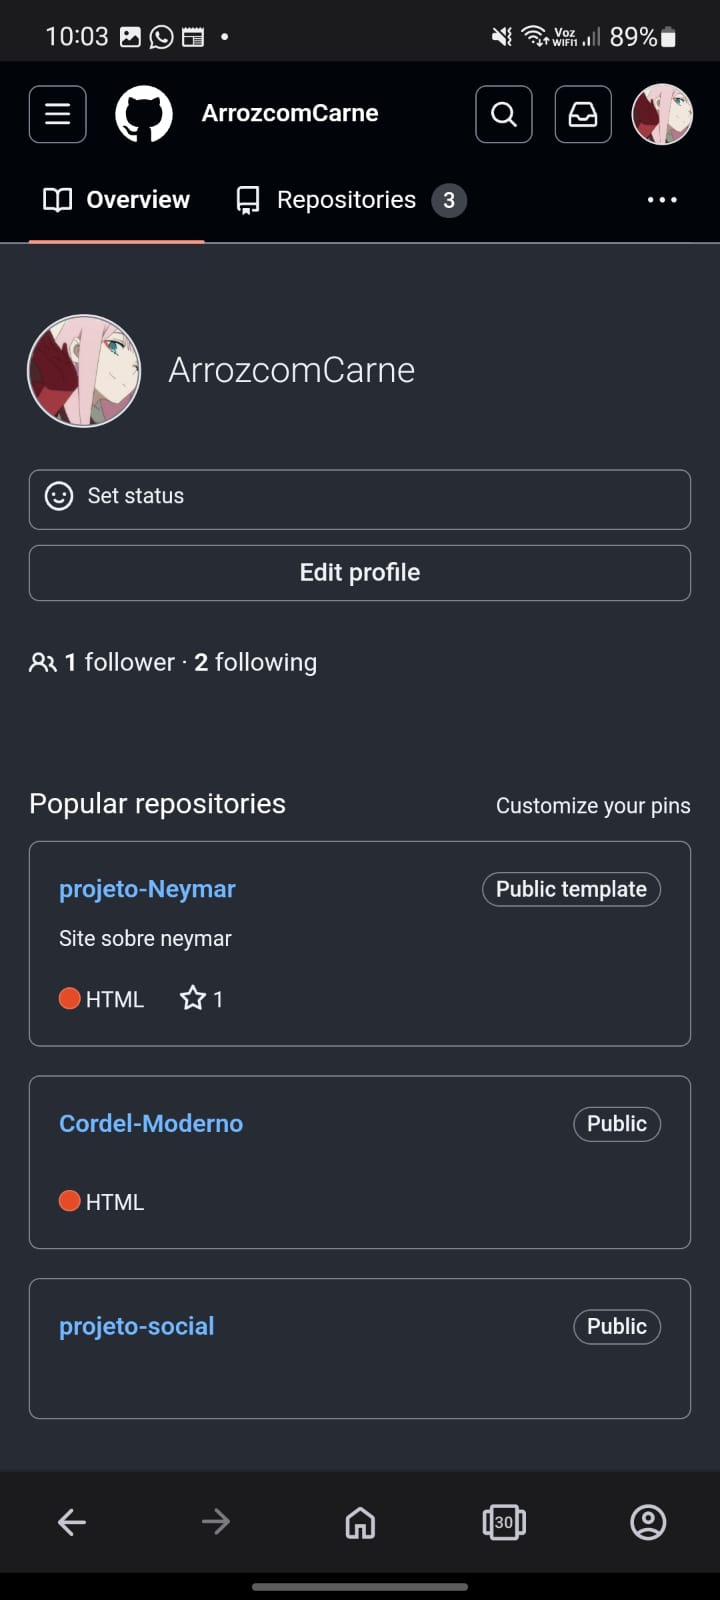 10:03
Voz
WIFI1
89%
ArrozcomCarne
Overview
Repositories 3
ArrozcomCarne
Set status
Edit profile
1 follower · 2 following
Popular repositories
Customize your pins
projeto-Neymar
Public template
Site sobre neymar
HTML 1
Cordel-Moderno
Public
HTML
projeto-social
Public
30